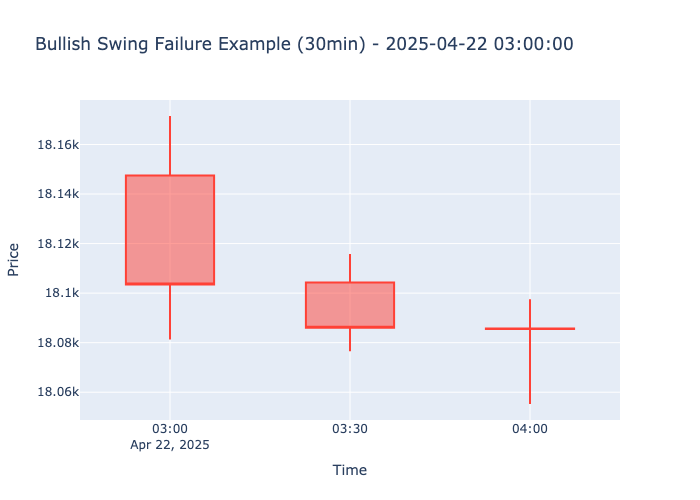 Bullish Swing Failure Example (30min) - 2025-04-22 03:00:00
Price
18.16k
18.14k
18.12k
18.1k
18.08k
18.06k
03:00
Apr 22, 2025
03:30
04:00
Time